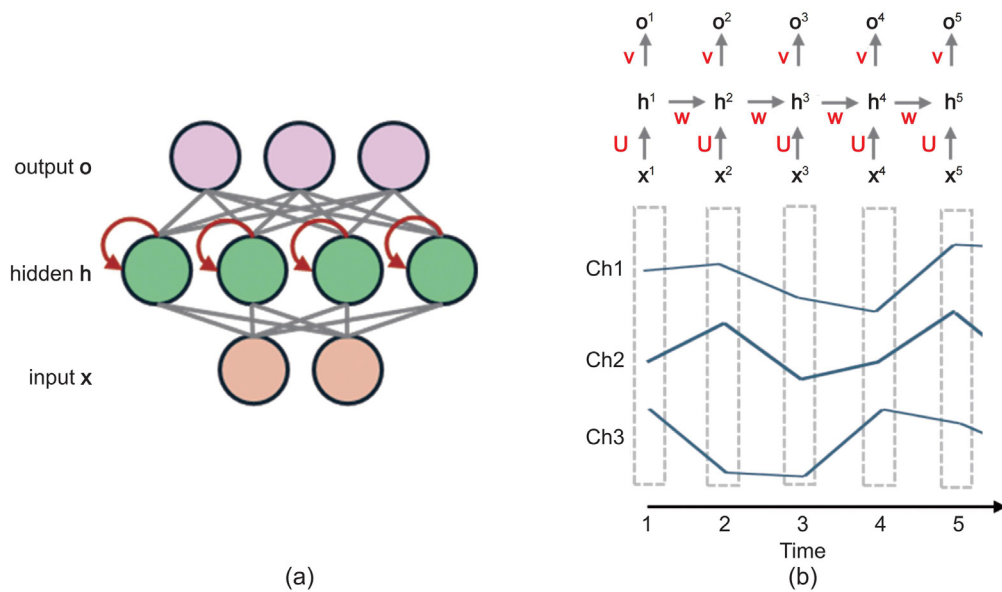 output o
hidden h
input x
(a)
o¹ o² o³ o⁴ o⁵
v v v v v
h¹ h² h³ h⁴ h⁵
w w w w
U U U U U
x¹ x² x³ x⁴ x⁵
Ch1
Ch2
Ch3
1 2 3 4 5
Time
(b)